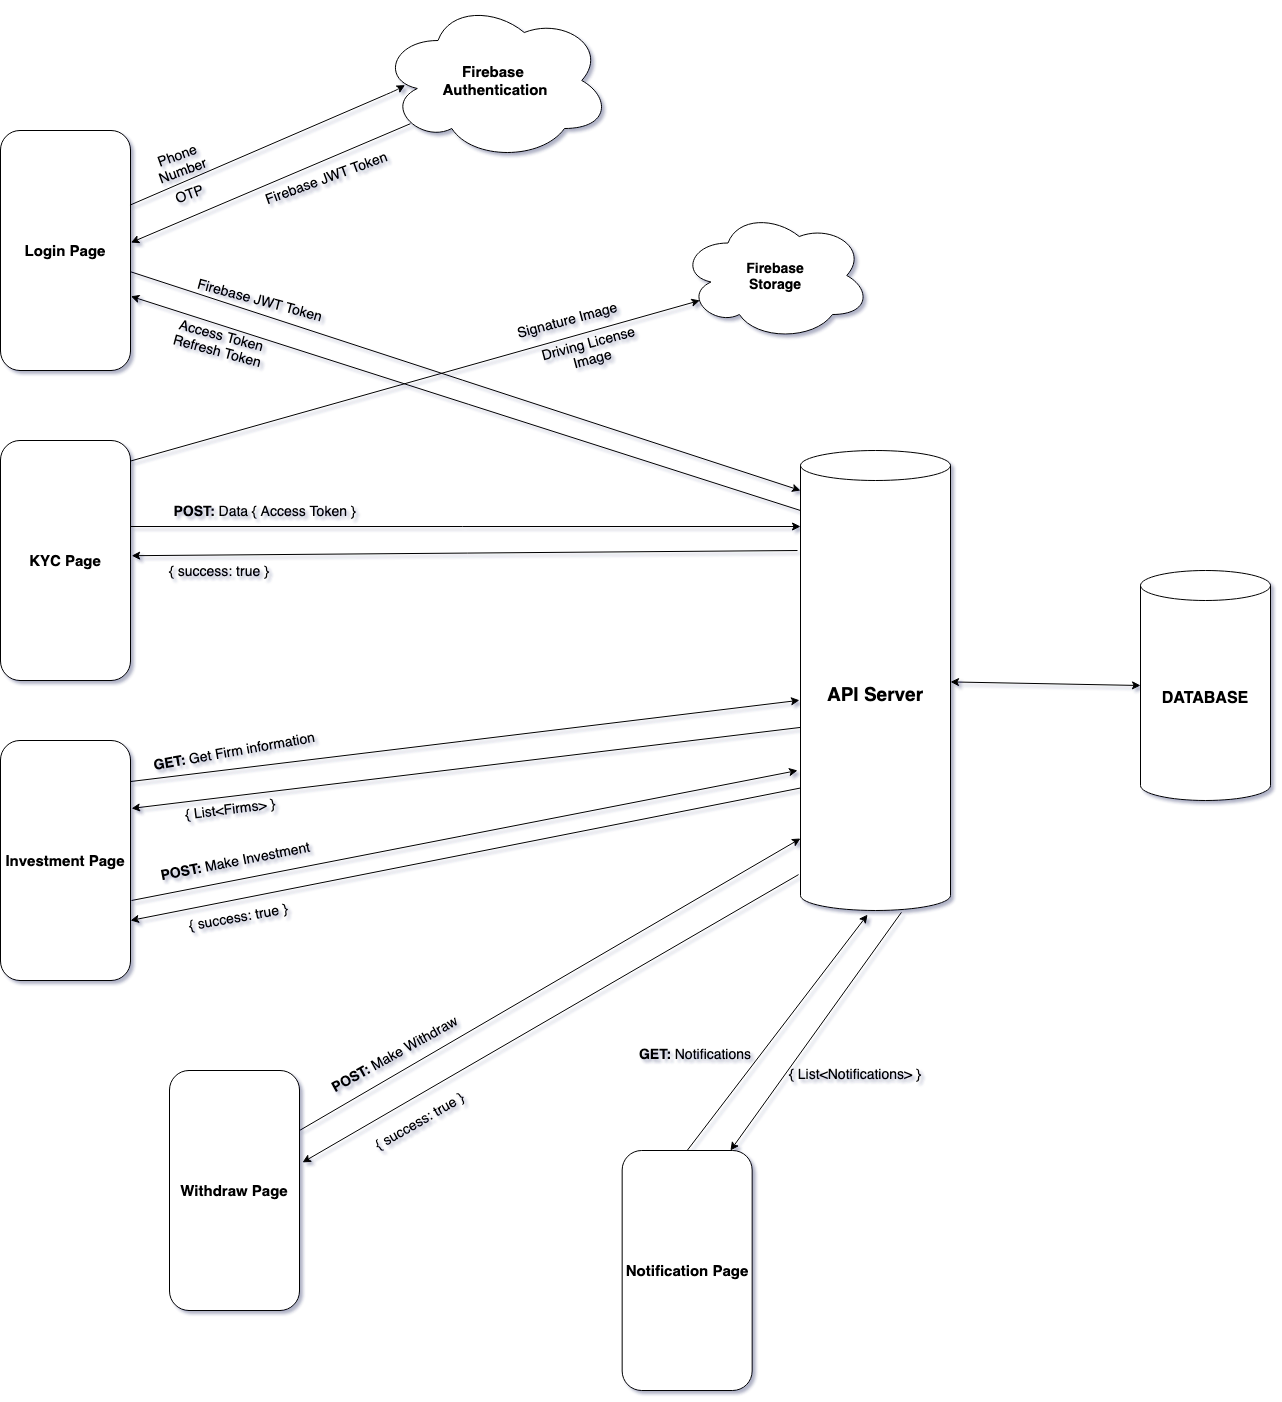 Firebase
Authentication
Phone
Number
OTP
Firebase JWT Token
Login Page
Firebase JWT Token
Access Token
Refresh Token
Firebase
Storage
Signature Image
Driving License
Image
KYC Page
POST: Data { Access Token }
{ success: true }
API Server
DATABASE
GET: Get Firm information
{ List<Firms> }
Investment Page
POST: Make Investment
{ success: true }
POST: Make Withdraw
{ success: true }
Withdraw Page
GET: Notifications
{ List<Notifications> }
Notification Page